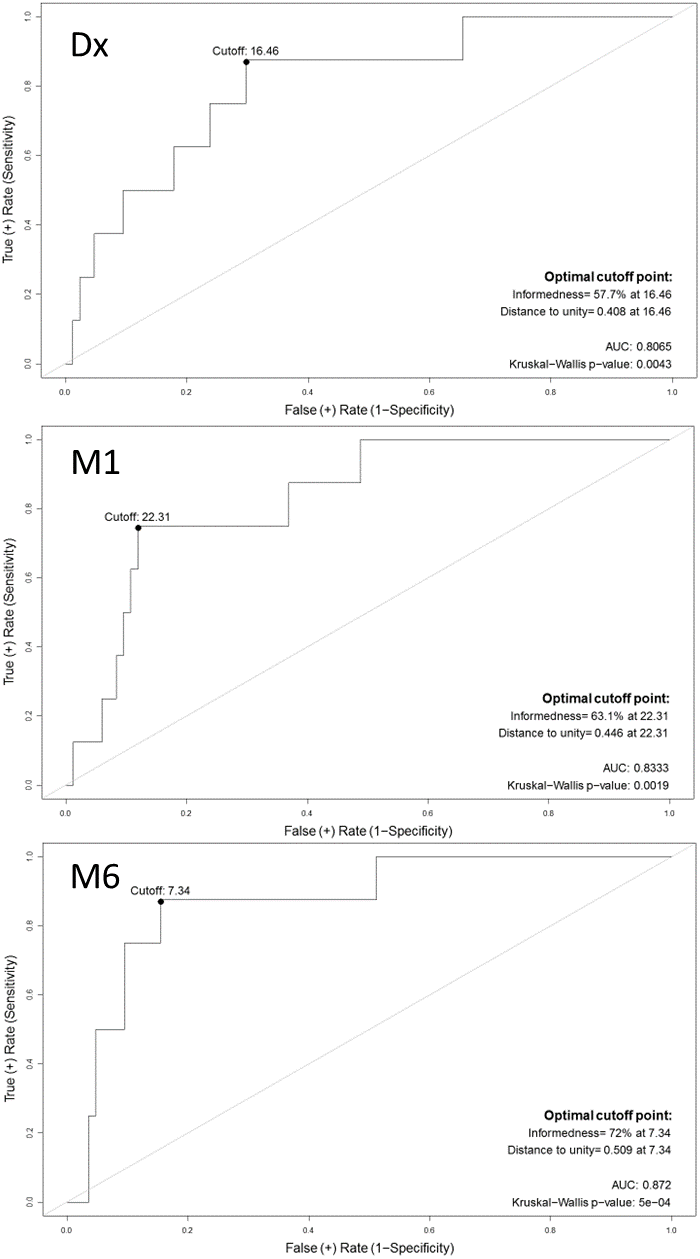 Dx
Cutoff: 16.46
True (+) Rate (Sensitivity)
1.0
0.8
0.6
0.4
0.2
0.0
Optimal cutoff point:
Informedness= 57.7% at 16.46
Distance to unity= 0.408 at 16.46
AUC: 0.8065
Kruskal−Wallis p−value: 0.0043
0.0 0.2 0.4 0.6 0.8 1.0
False (+) Rate (1−Specificity)
M1
Cutoff: 22.31
True (+) Rate (Sensitivity)
1.0
0.8
0.6
0.4
0.2
0.0
Optimal cutoff point:
Informedness= 63.1% at 22.31
Distance to unity= 0.446 at 22.31
AUC: 0.8333
Kruskal−Wallis p−value: 0.0019
0.0 0.2 0.4 0.6 0.8 1.0
False (+) Rate (1−Specificity)
M6
Cutoff: 7.34
True (+) Rate (Sensitivity)
1.0
0.8
0.6
0.4
0.2
0.0
Optimal cutoff point:
Informedness= 72% at 7.34
Distance to unity= 0.509 at 7.34
AUC: 0.872
Kruskal−Wallis p−value: 5e−04
0.0 0.2 0.4 0.6 0.8 1.0
False (+) Rate (1−Specificity)